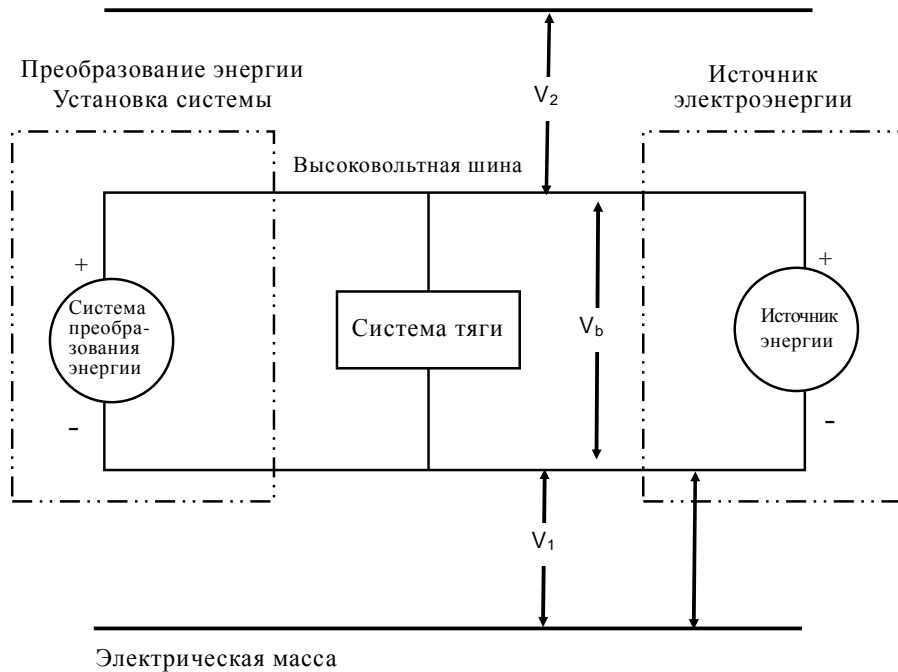 Преобразование энергии
Установка системы
Источник
электроэнергии
V2
Высоковольтная шина
+
+
Система
преобра-
зования
энергии
Система тяги
Vb
Источник
энергии
-
-
V1
Электрическая масса